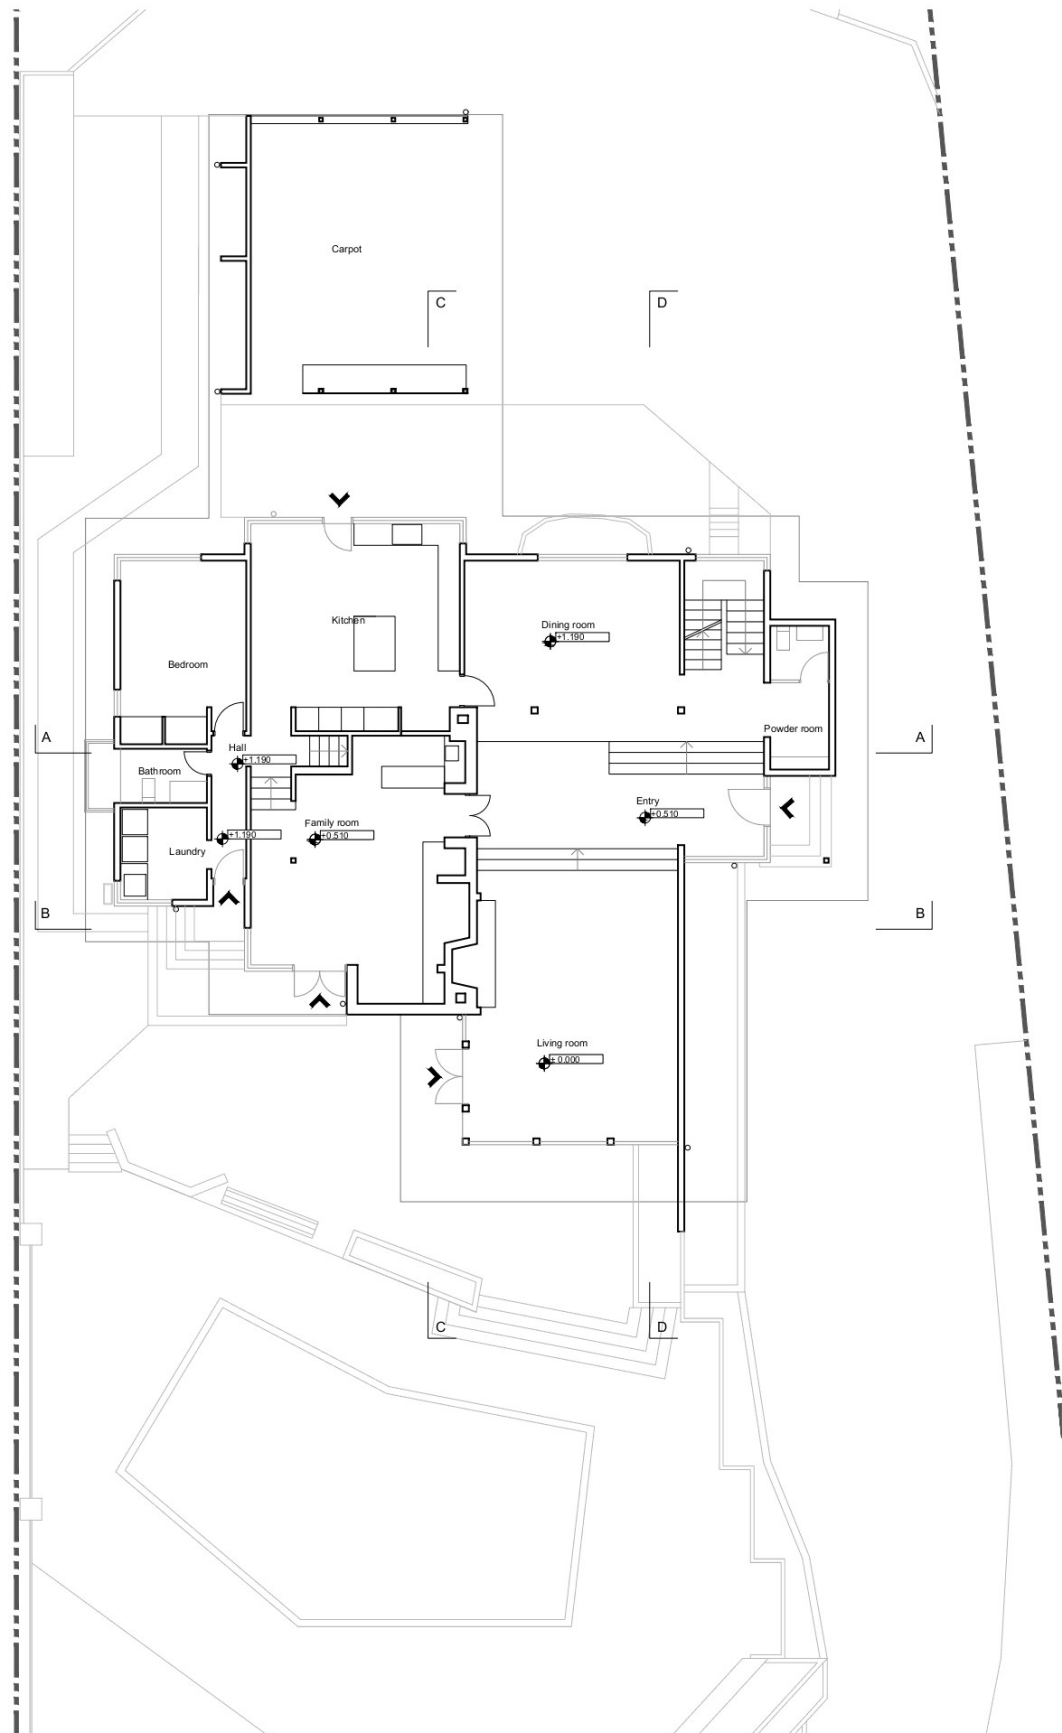 Carpot
C
D
Kitchen
Dining room
+1.190
Bedroom
A
Hall
+1.190
Powder room
A
Bathroom
Entry
+0.510
Family room
+0.510
+1.190
Laundry
B
B
Living room
± 0.000
C
D